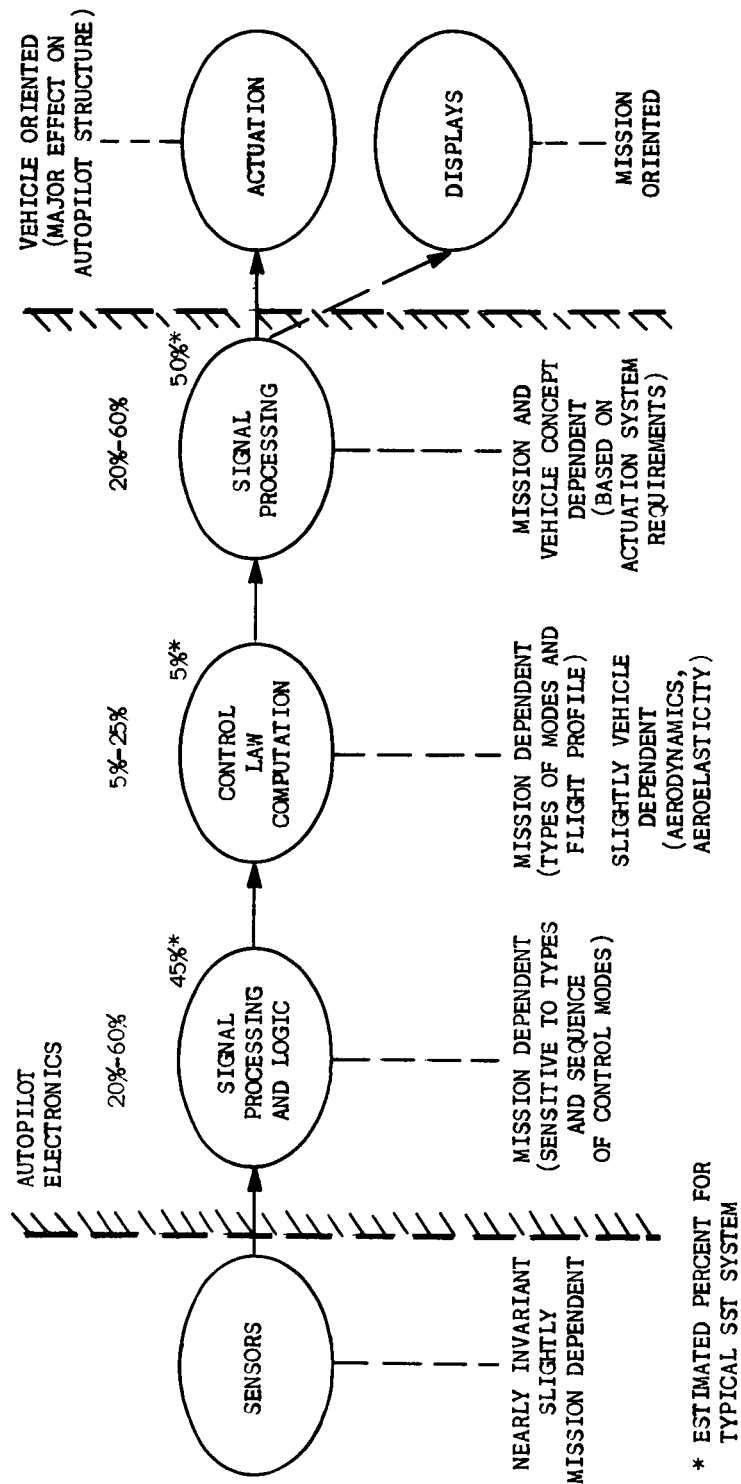 AUTOPILOT
ELECTRONICS
20%-60%
5%-25%
20%-60%
VEHICLE ORIENTED
(MAJOR EFFECT ON
AUTOPILOT STRUCTURE)
SENSORS
45%*
SIGNAL
PROCESSING
AND LOGIC
5%*
CONTROL
LAW
COMPUTATION
50%*
SIGNAL
PROCESSING
ACTUATION
DISPLAYS
NEARLY INVARIANT
SLIGHTLY
MISSION DEPENDENT
MISSION DEPENDENT
(SENSITIVE TO TYPES
AND SEQUENCE
OF CONTROL MODES)
MISSION DEPENDENT
(TYPES OF MODES AND
FLIGHT PROFILE)
SLIGHTLY VEHICLE
DEPENDENT
(AERODYNAMICS,
AEROELASTICITY)
MISSION AND
VEHICLE CONCEPT
DEPENDENT
(BASED ON
ACTUATION SYSTEM
REQUIREMENTS)
MISSION
ORIENTED
* ESTIMATED PERCENT FOR
TYPICAL SST SYSTEM